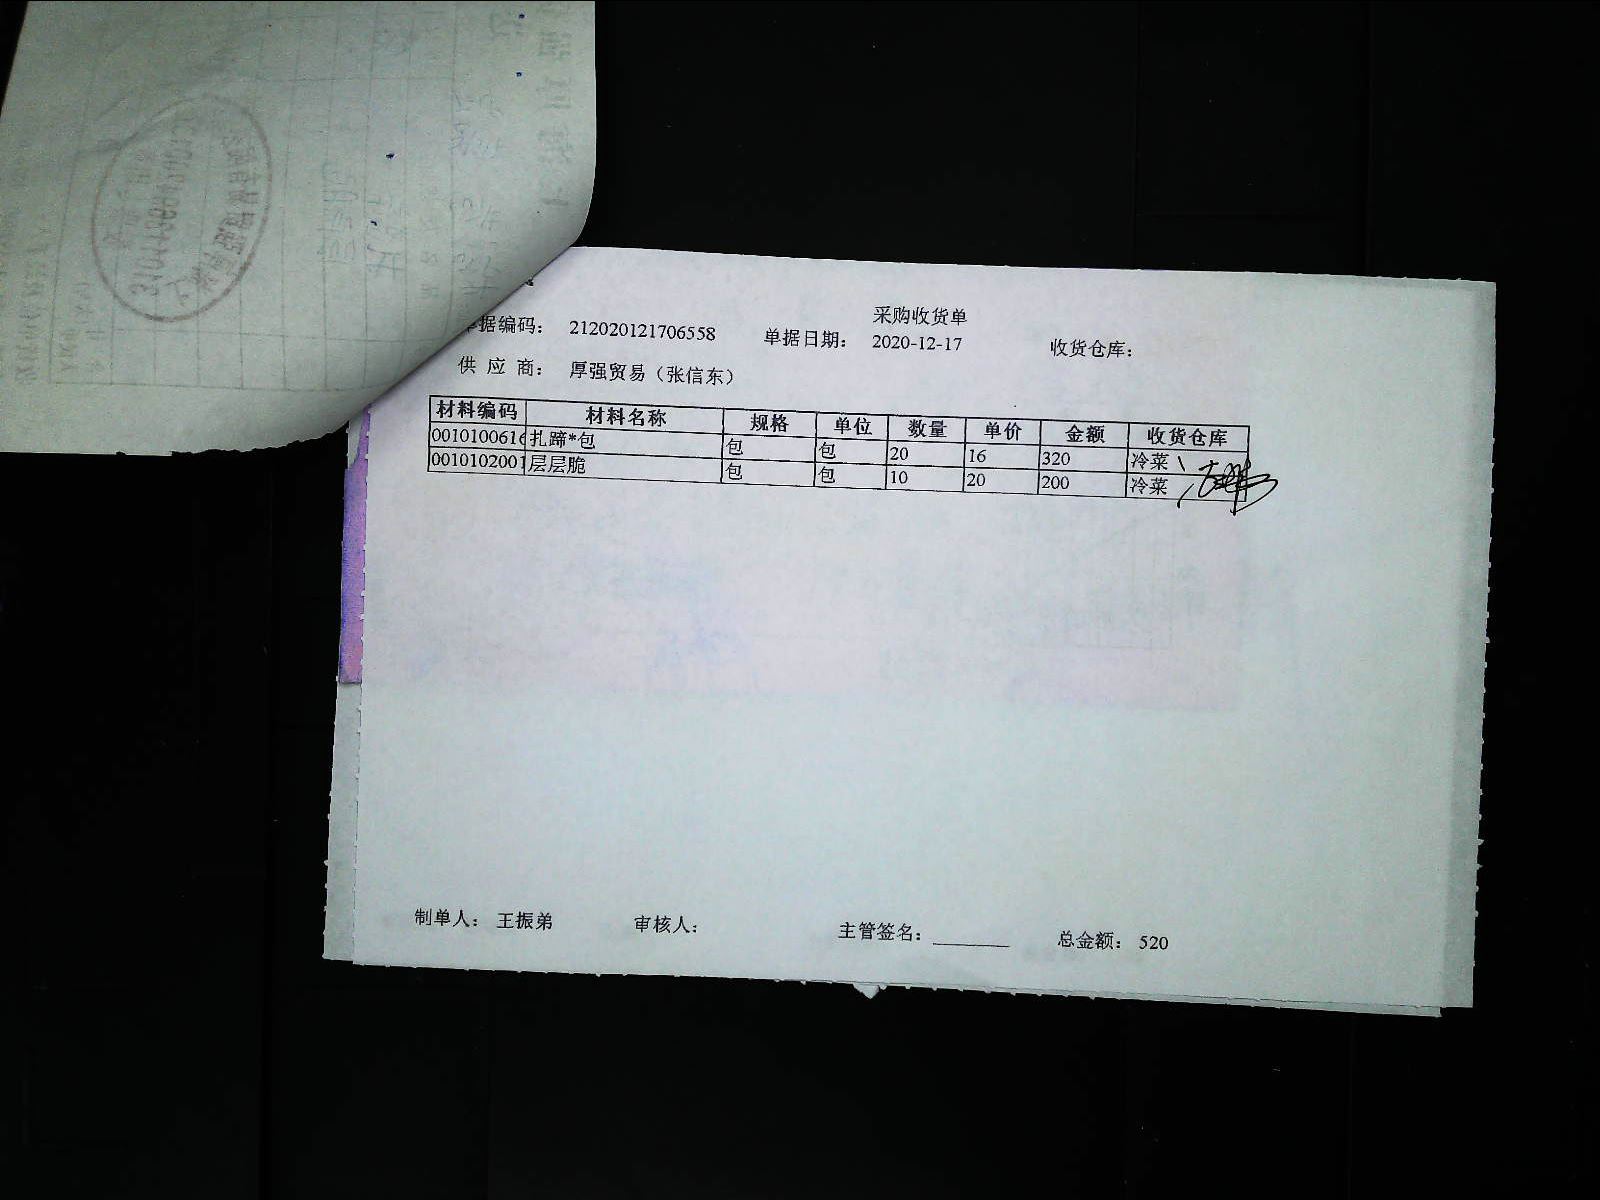 采购收货单
单据编码： 212020121706558 单据日期： 2020-12-17 收货仓库：
供 应 商： 厚强贸易（张信东）
材料编码 材料名称 规格 单位 数量 单价 金额 收货仓库
0010100616 扎蹄*包 包 包 20 16 320 冷菜
0010102001 层层脆 包 包 10 20 200 冷菜
制单人： 王振弟 审核人： 主管签名：________ 总金额： 520